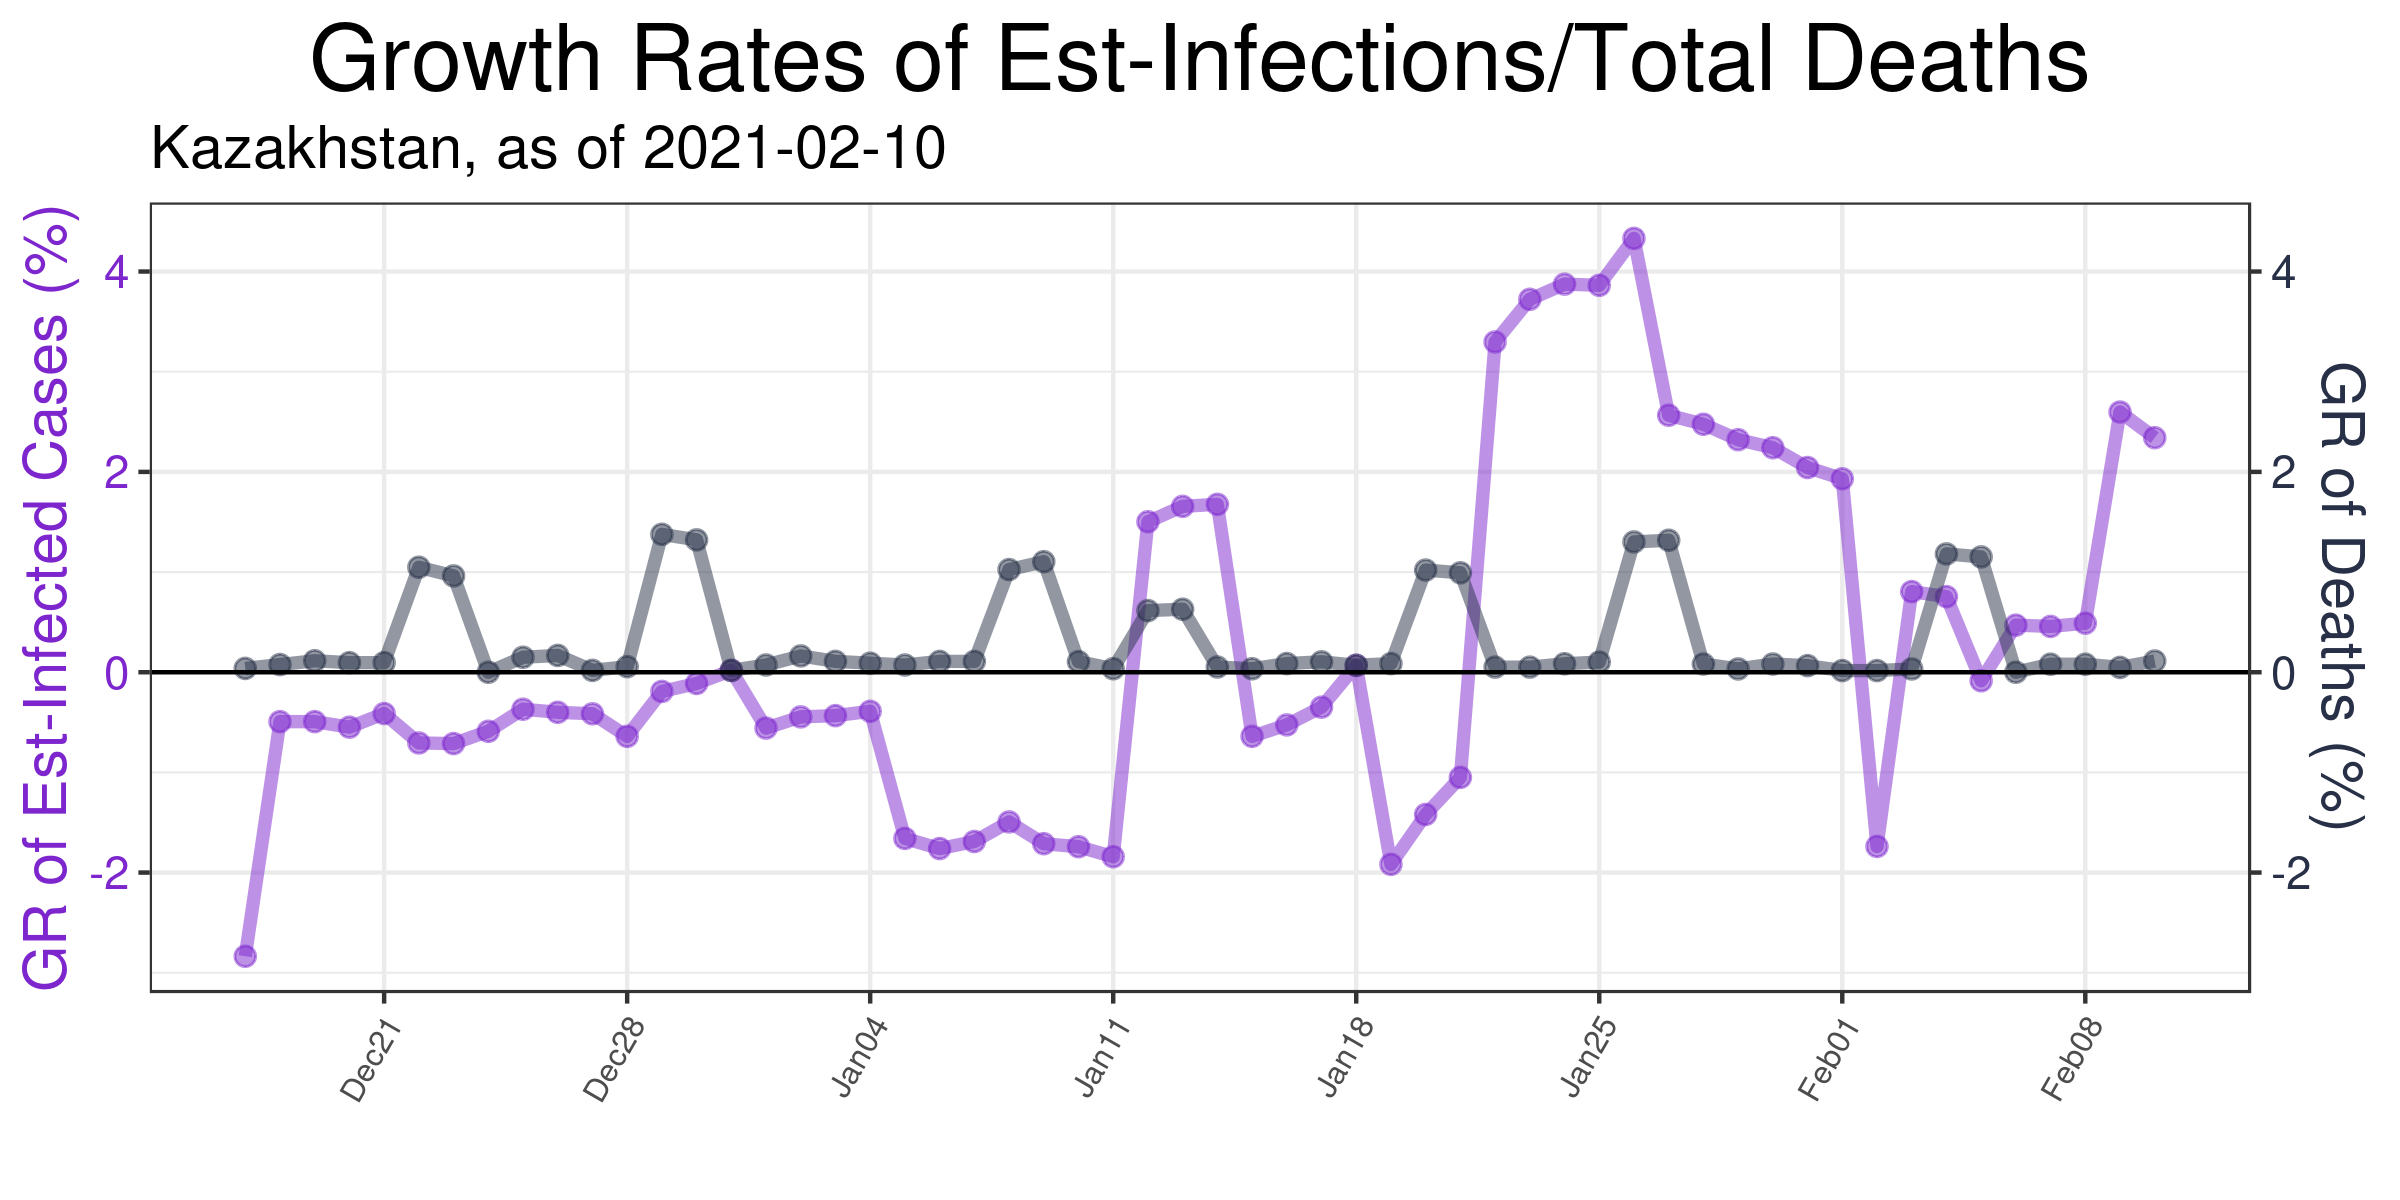 Growth Rates of Est-Infections/Total Deaths
Kazakhstan, as of 2021-02-10
GR of Est-Infected Cases (%)
4
2
0
-2
4
2
0
-2
GR of Deaths (%)
Dec21
Dec28
Jan04
Jan11
Jan18
Jan25
Feb01
Feb08